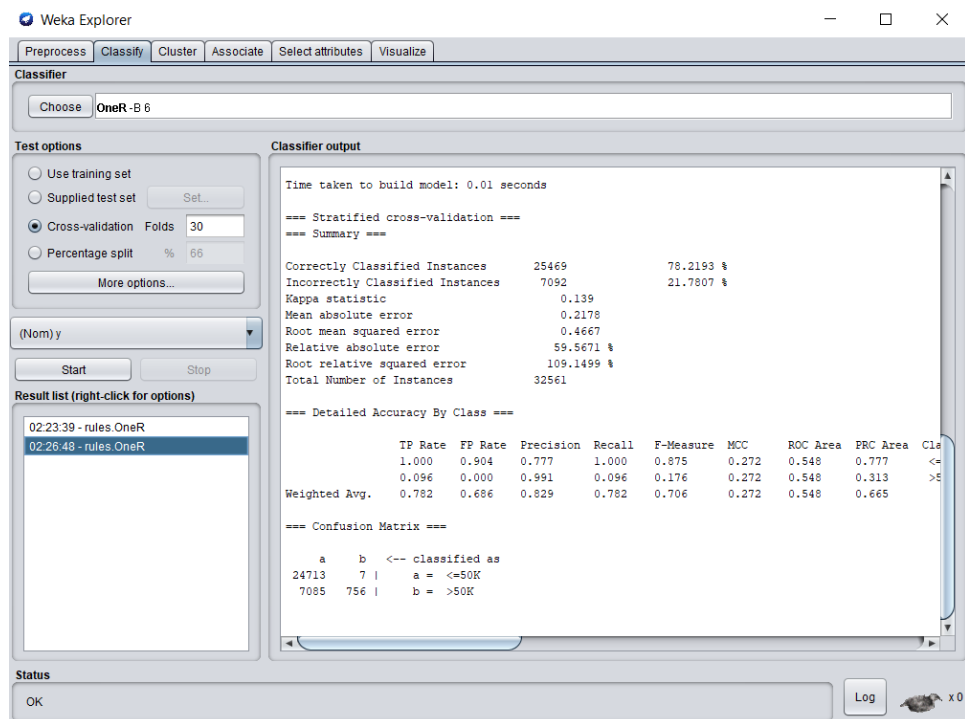 Weka Explorer
Preprocess Classify Cluster Associate Select attributes Visualize
Classifier
Choose OneR -B 6
Test options
Use training set
Supplied test set Set...
Cross-validation Folds 30
Percentage split % 66
More options...
(Nom) y
Start Stop
Result list (right-click for options)
02:23:39 - rules.OneR
02:26:48 - rules.OneR
Classifier output
Time taken to build model: 0.01 seconds
=== Stratified cross-validation ===
=== Summary ===
Correctly Classified Instances 25469 78.2193 %
Incorrectly Classified Instances 7092 21.7807 %
Kappa statistic 0.139
Mean absolute error 0.2178
Root mean squared error 0.4667
Relative absolute error 59.5671 %
Root relative squared error 109.1499 %
Total Number of Instances 32561
=== Detailed Accuracy By Class ===
TP Rate FP Rate Precision Recall F-Measure MCC ROC Area PRC Area Cla
1.000 0.904 0.777 1.000 0.875 0.272 0.548 0.777 <=
0.096 0.000 0.991 0.096 0.176 0.272 0.548 0.313 >5
Weighted Avg. 0.782 0.686 0.829 0.782 0.706 0.272 0.548 0.665
=== Confusion Matrix ===
a b <-- classified as
24713 7 | a = <=50K
7085 756 | b = >50K
Status
OK
Log x 0